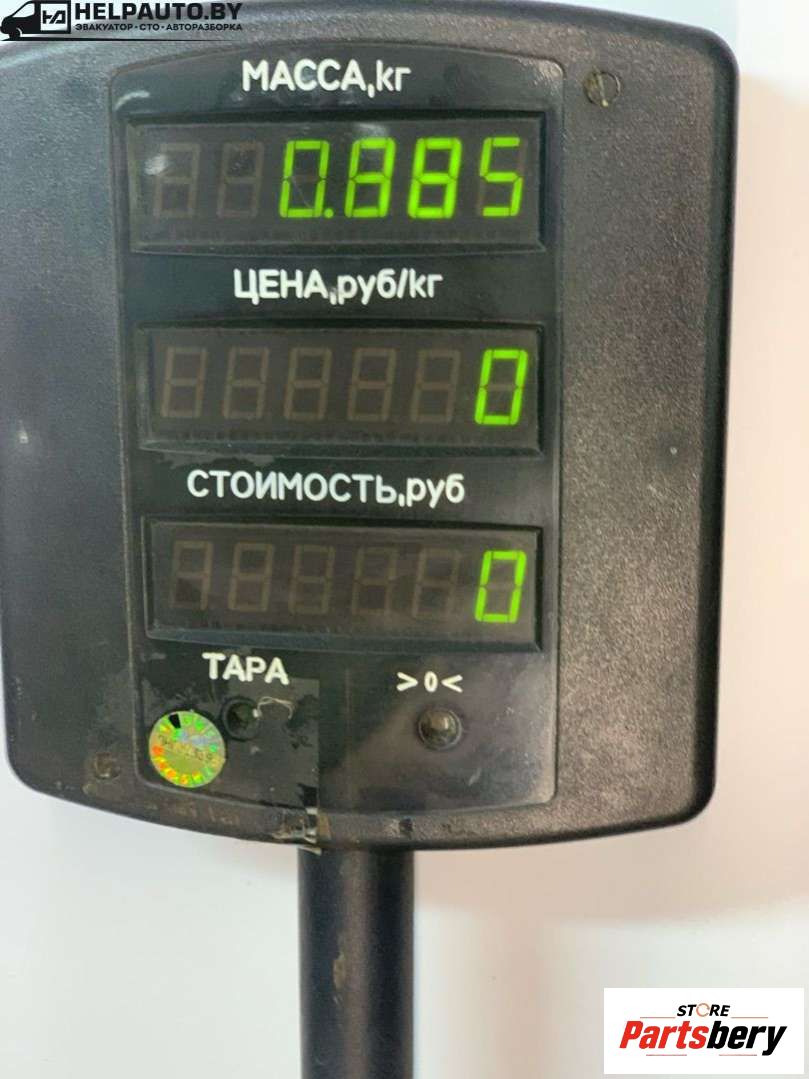 HELPAUTO.BY
ЭВАКУАТОР • СТО • АВТОРАЗБОРКА
МАССА,кг
0.885
ЦЕНА,руб/кг
0
СТОИМОСТЬ,руб
0
ТАРА >0<
STORE
Partsbery